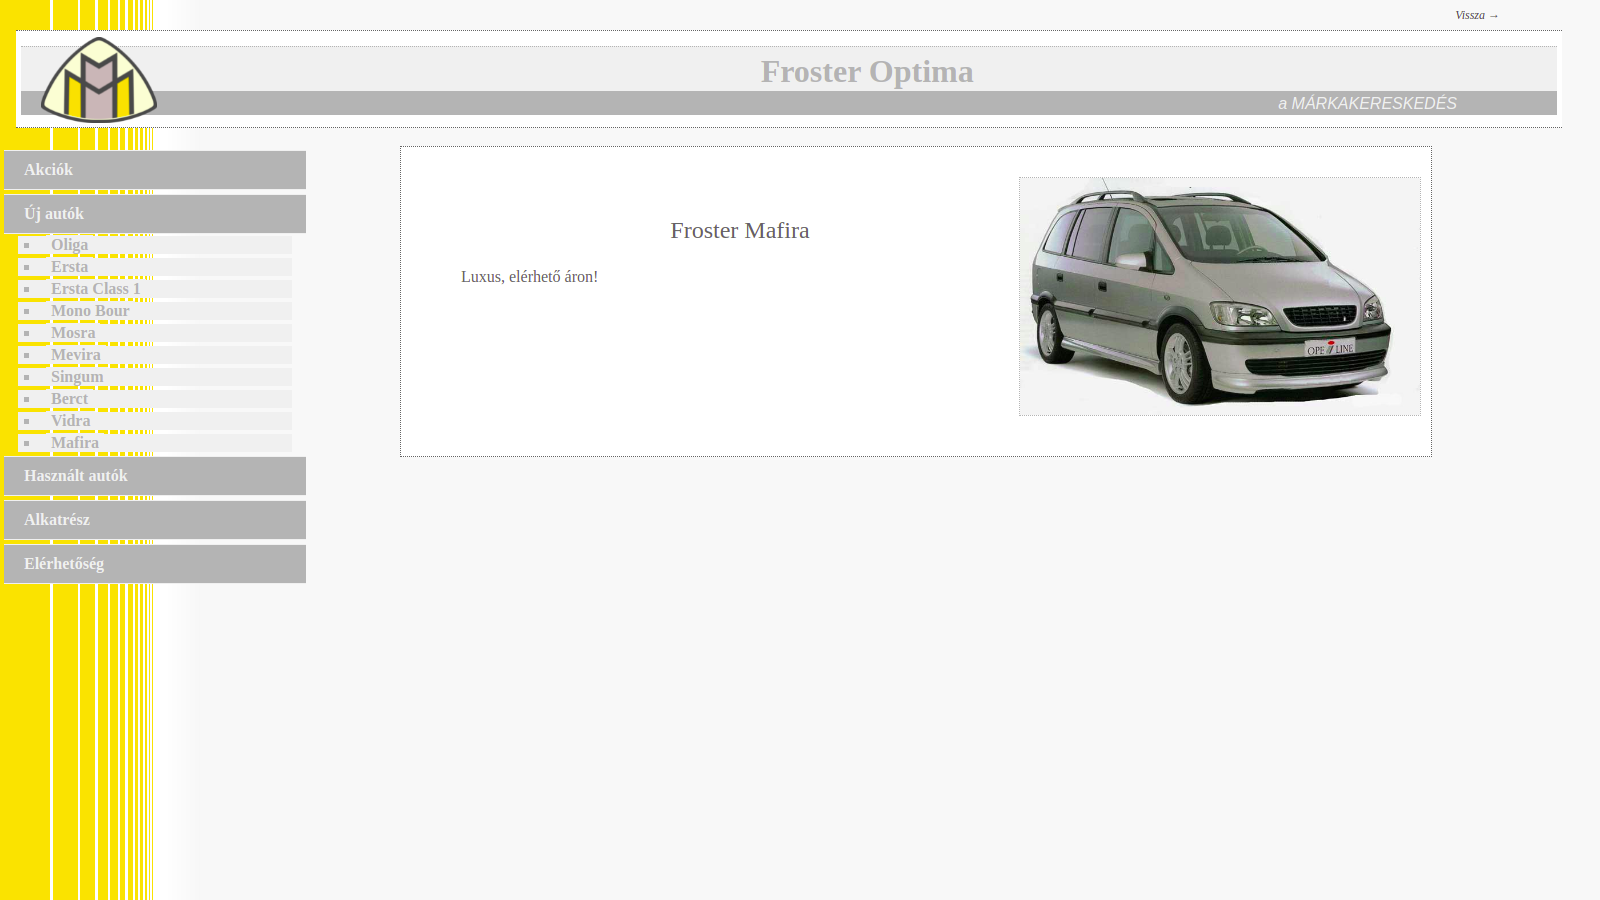 Vissza →
Froster Optima
a MÁRKAKERESKEDÉS
Akciók
Új autók
Oliga
Ersta
Ersta Class 1
Mono Bour
Mosra
Mevira
Singum
Berct
Vidra
Mafira
Használt autók
Alkatrész
Elérhetőség
Froster Mafira
Luxus, elérhető áron!
OPE LINE